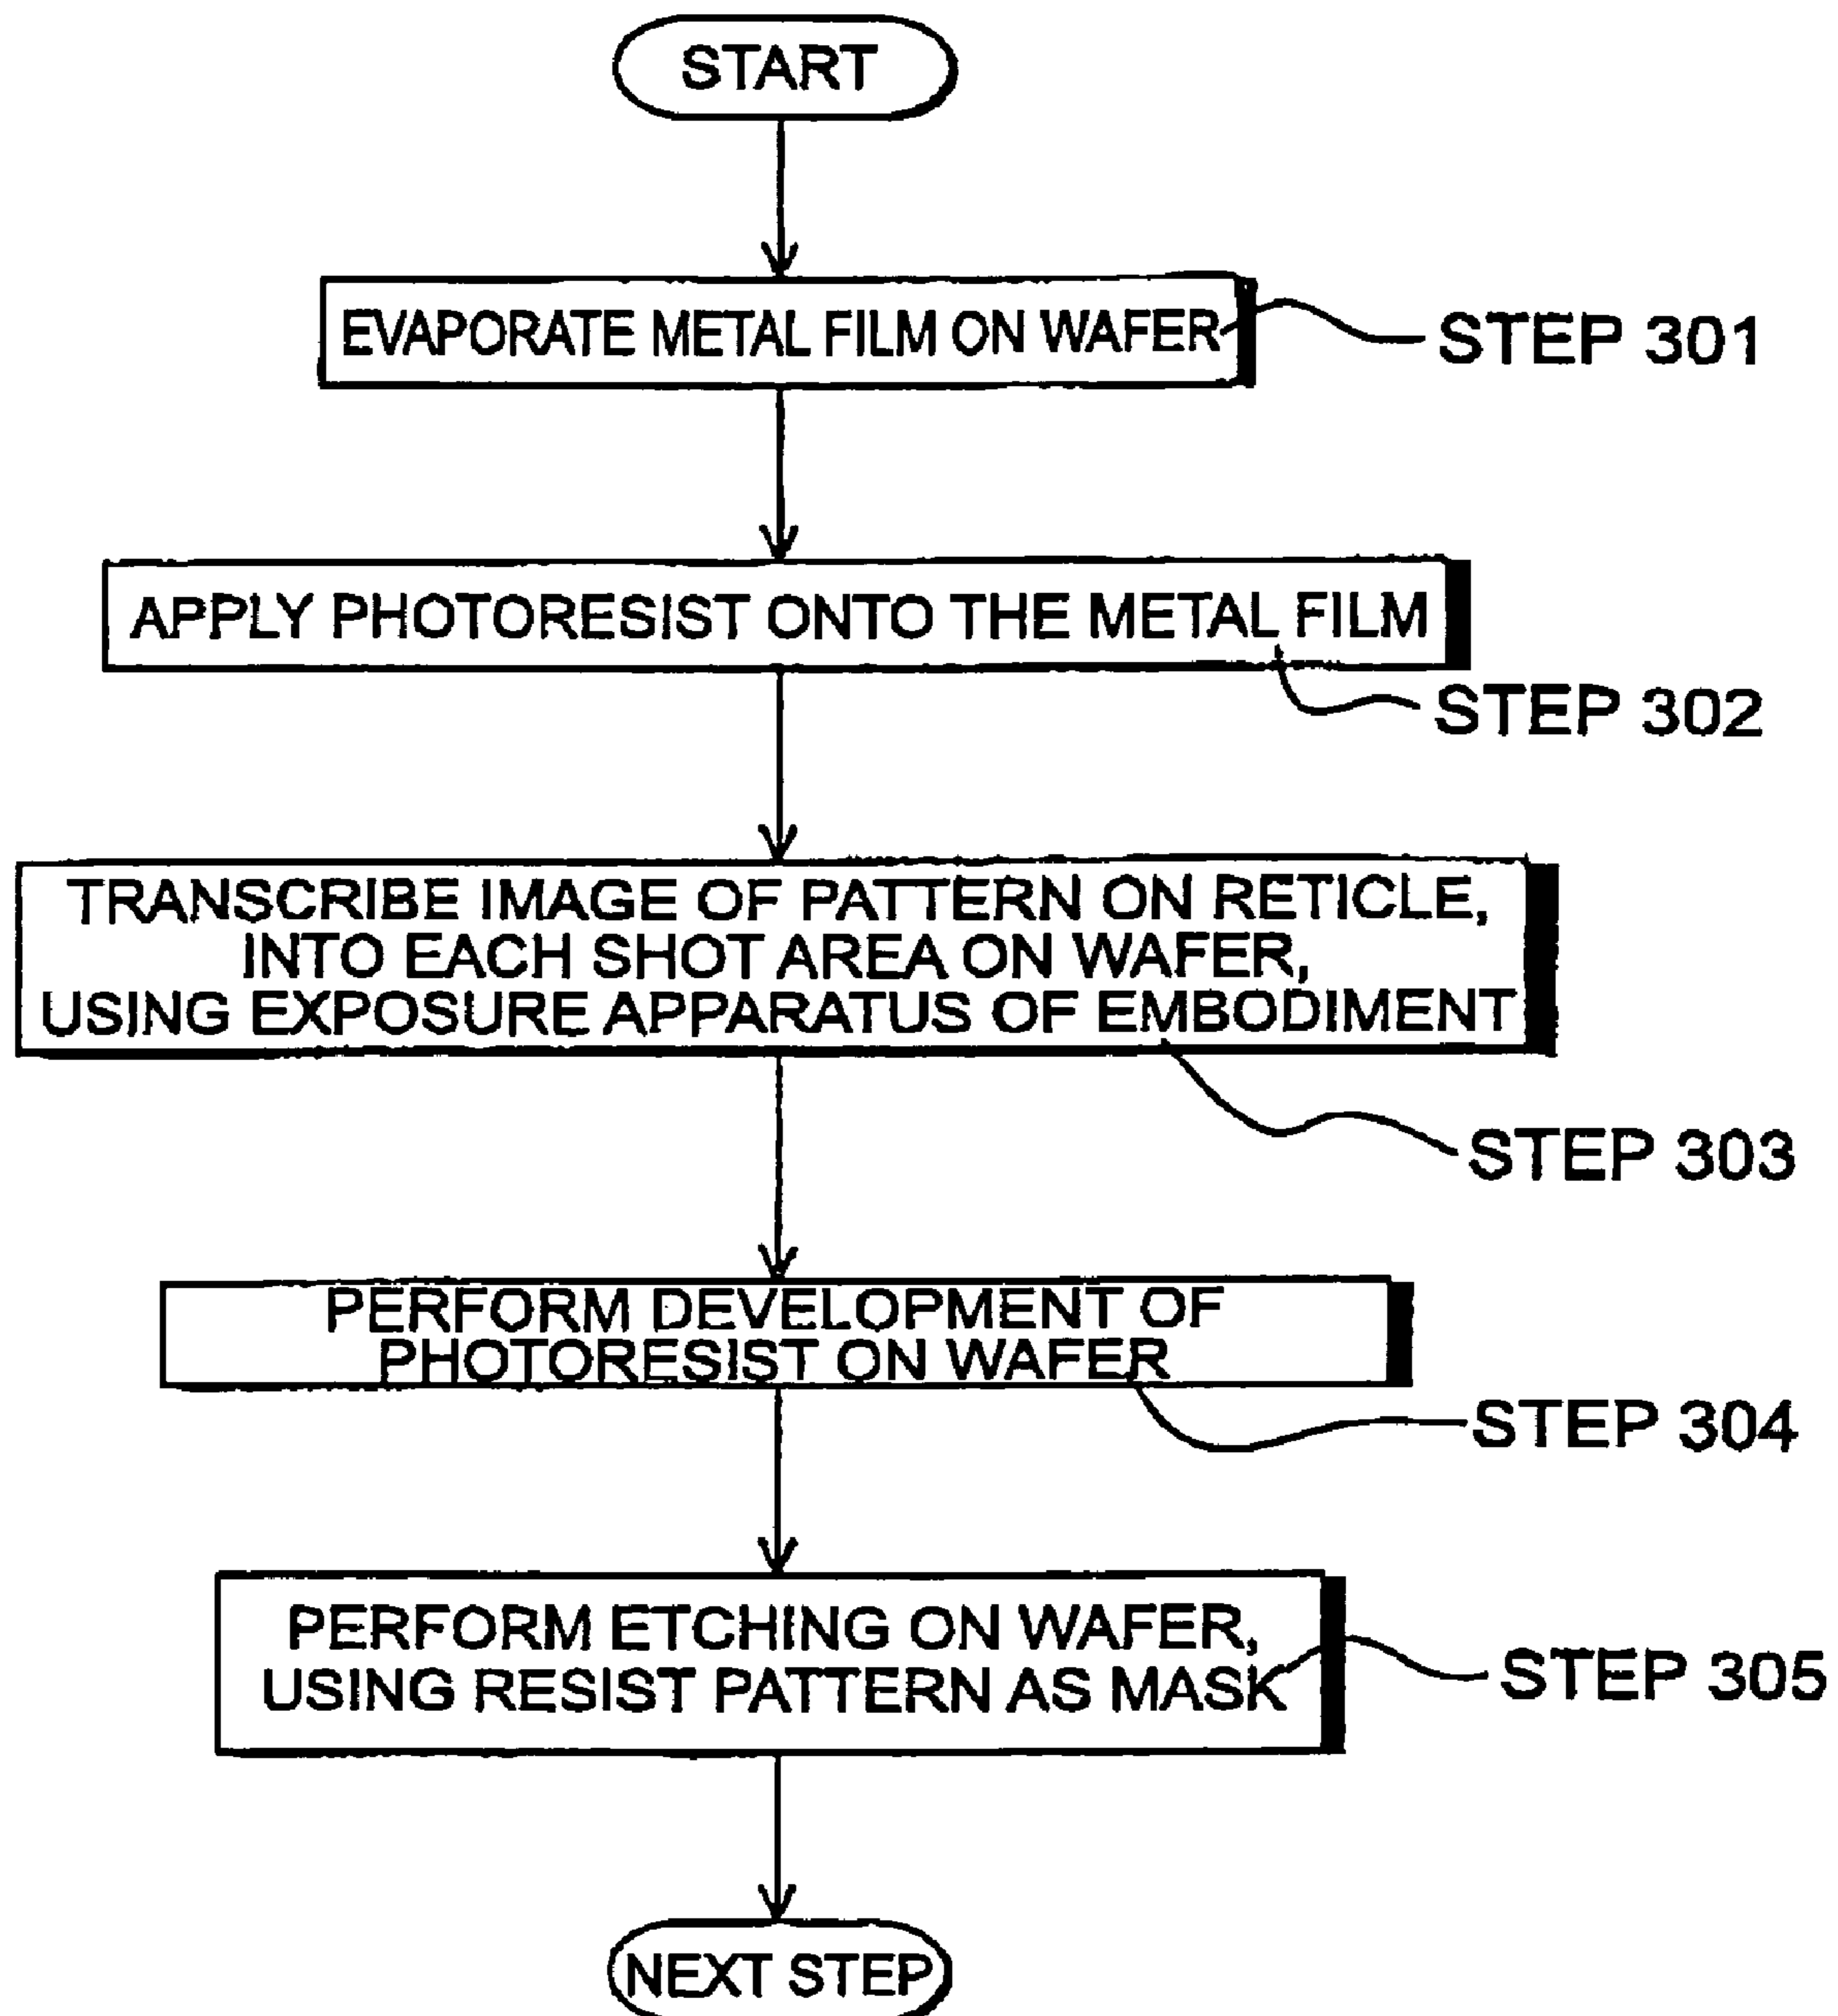 START
EVAPORATE METAL FILM ON WAFER
STEP 301
APPLY PHOTORESIST ONTO THE METAL FILM
STEP 302
TRANSCRIBE IMAGE OF PATTERN ON RETICLE,
INTO EACH SHOT AREA ON WAFER,
USING EXPOSURE APPARATUS OF EMBODIMENT
STEP 303
PERFORM DEVELOPMENT OF
PHOTORESIST ON WAFER
STEP 304
PERFORM ETCHING ON WAFER,
USING RESIST PATTERN AS MASK
STEP 305
NEXT STEP